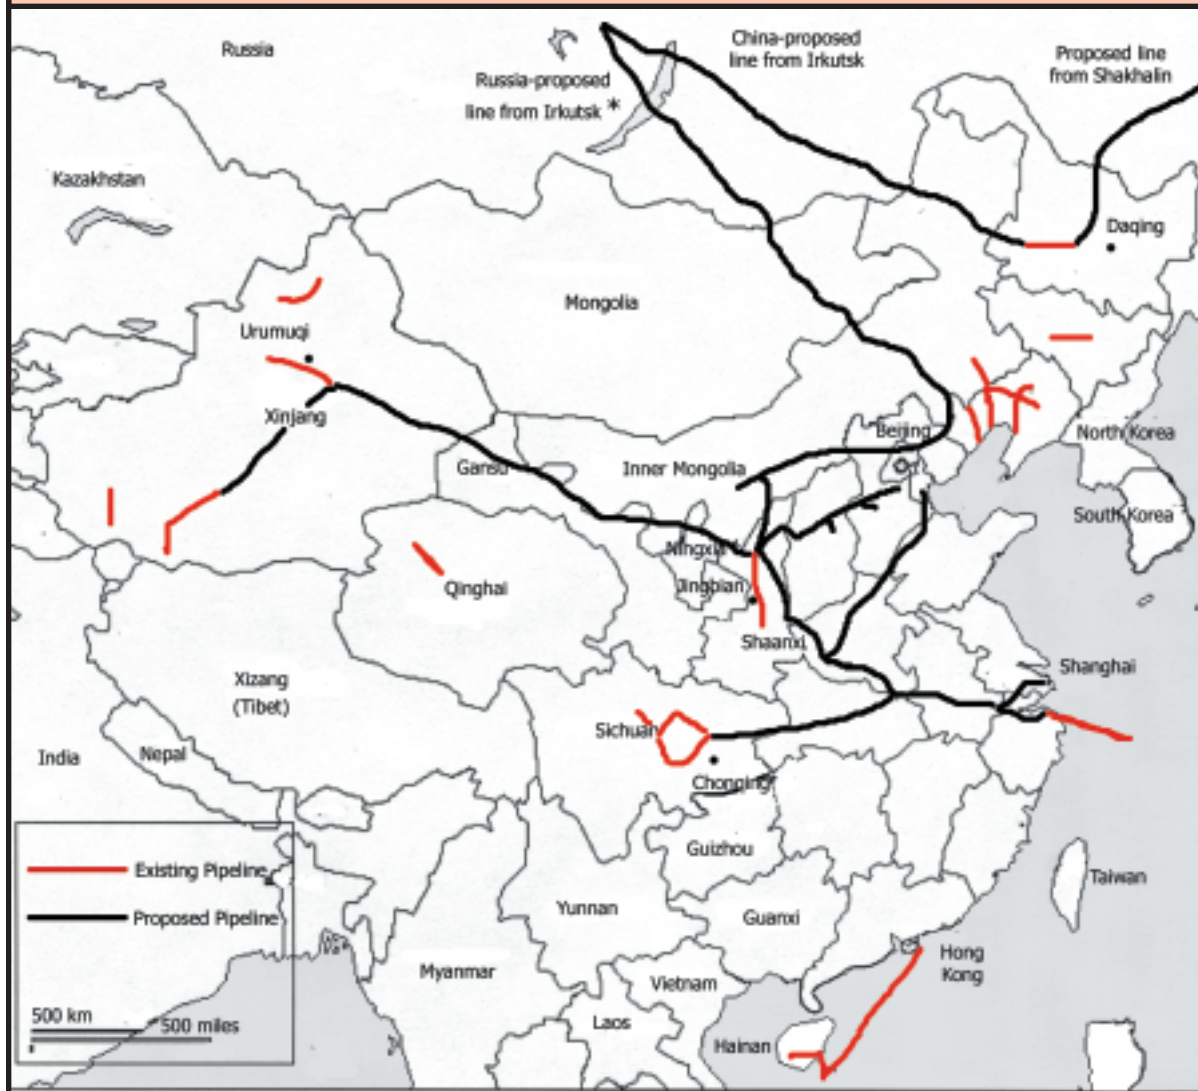 Russia
China-proposed
line from Irkutsk
Proposed line
from Shakhalin
Russia-proposed
line from Irkutsk *
Kazakhstan
Daqing
Mongolia
Urumuqi
Xinjang
Beijing
North Korea
Gansu
Inner Mongolia
South Korea
Ningxia
Jingbian
Qinghai
Shaanxi
Shanghai
Xizang
(Tibet)
Sichuan
Nepal
India
Chonqing
Guizhou
Existing Pipeline
Taiwan
Proposed Pipeline
Yunnan
Guanxi
Hong
Kong
Myanmar
Vietnam
500 km
500 miles
Laos
Hainan